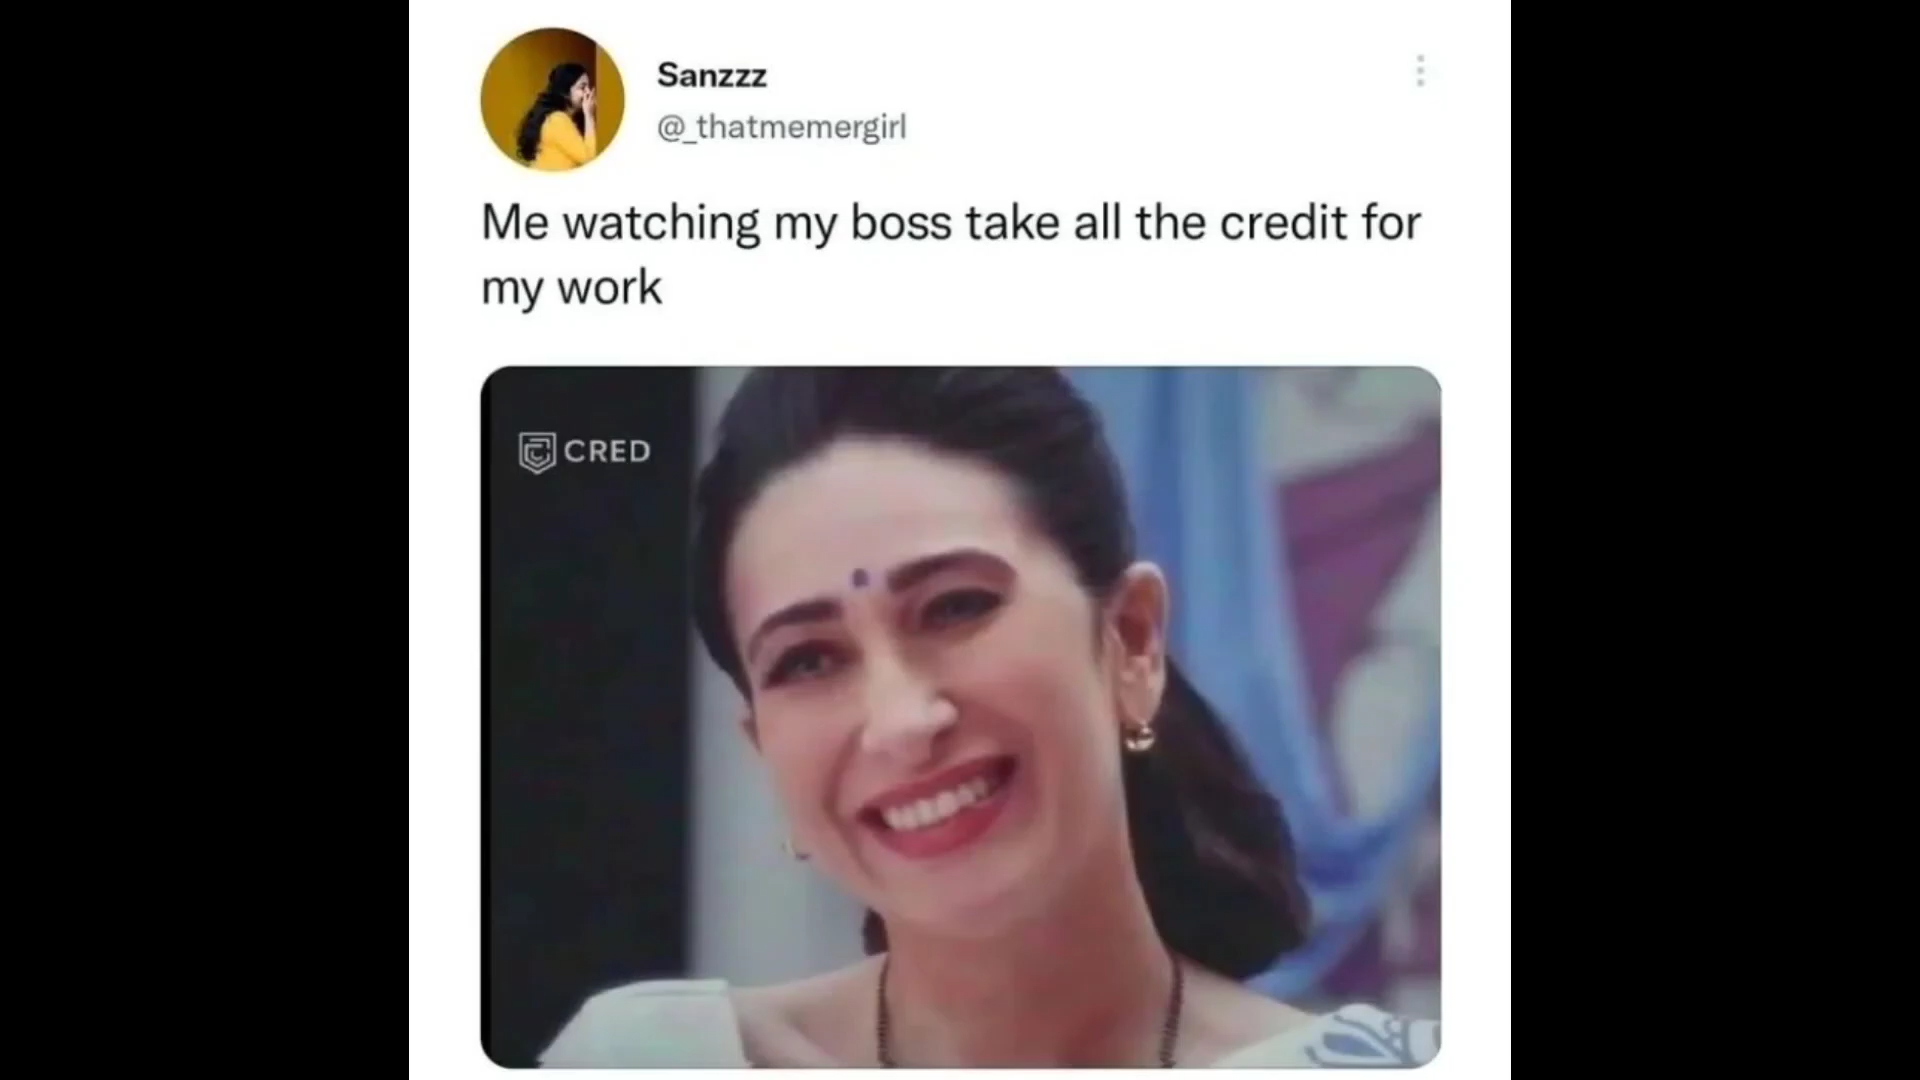 Sanzzz
@_thatmemergirl
Me watching my boss take all the credit for
my work
CRED